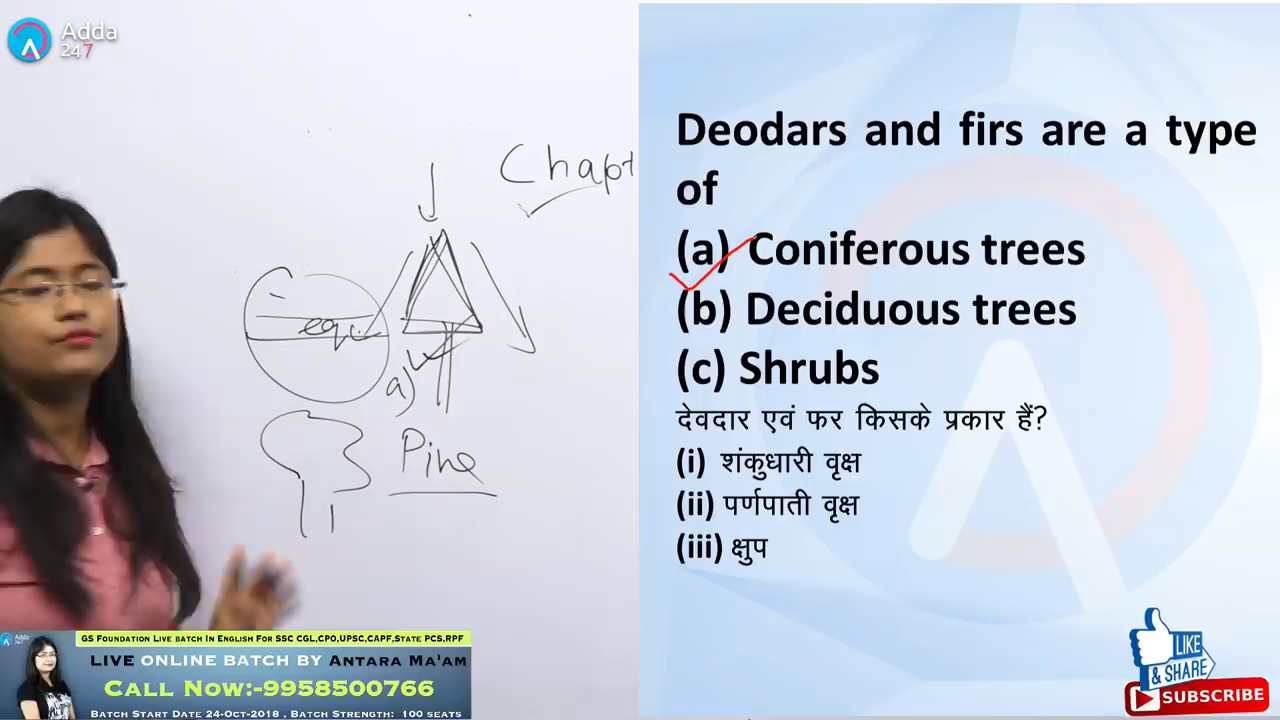 Adda
247
Chapt
equ
a)
Pine
Deodars and firs are a type
of
(a) Coniferous trees
(b) Deciduous trees
(c) Shrubs
देवदार एवं फर किसके प्रकार हैं?
(i) शंकुधारी वृक्ष
(ii) पर्णपाती वृक्ष
(iii) क्षुप
Adda
247
GS Foundation Live batch In English For SSC CGL,CPO,UPSC,CAPF,State PCS,RPF
LIVE ONLINE BATCH BY Antara Ma'am
Call Now:-9958500766
Batch Start Date 24-Oct-2018 , Batch Strength: 100 seats
LIKE
& SHARE
SUBSCRIBE